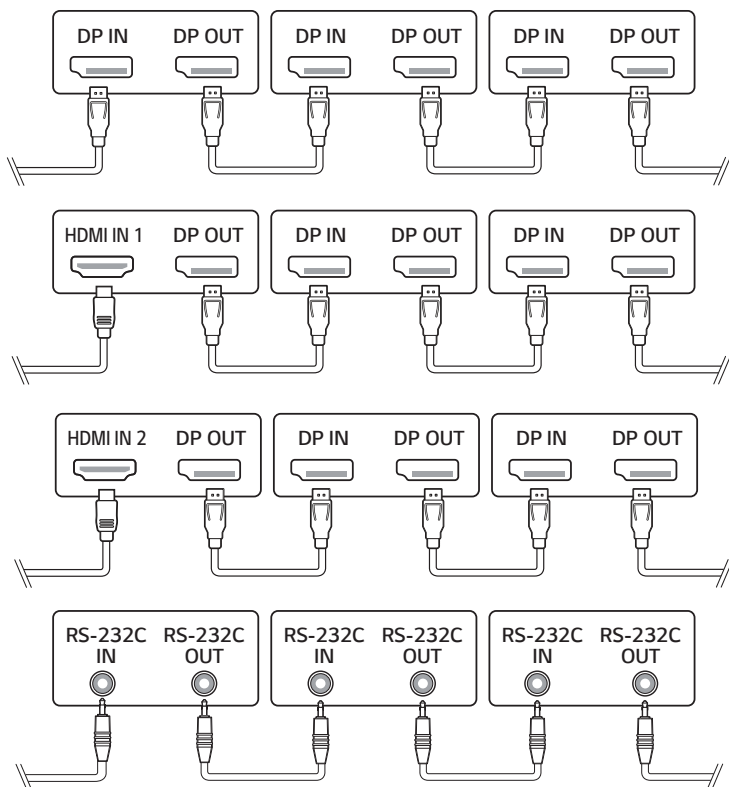 DP IN DP OUT DP IN DP OUT DP IN DP OUT
HDMI IN 1 DP OUT DP IN DP OUT DP IN DP OUT
HDMI IN 2 DP OUT DP IN DP OUT DP IN DP OUT
RS-232C RS-232C RS-232C RS-232C RS-232C RS-232C
IN OUT IN OUT IN OUT